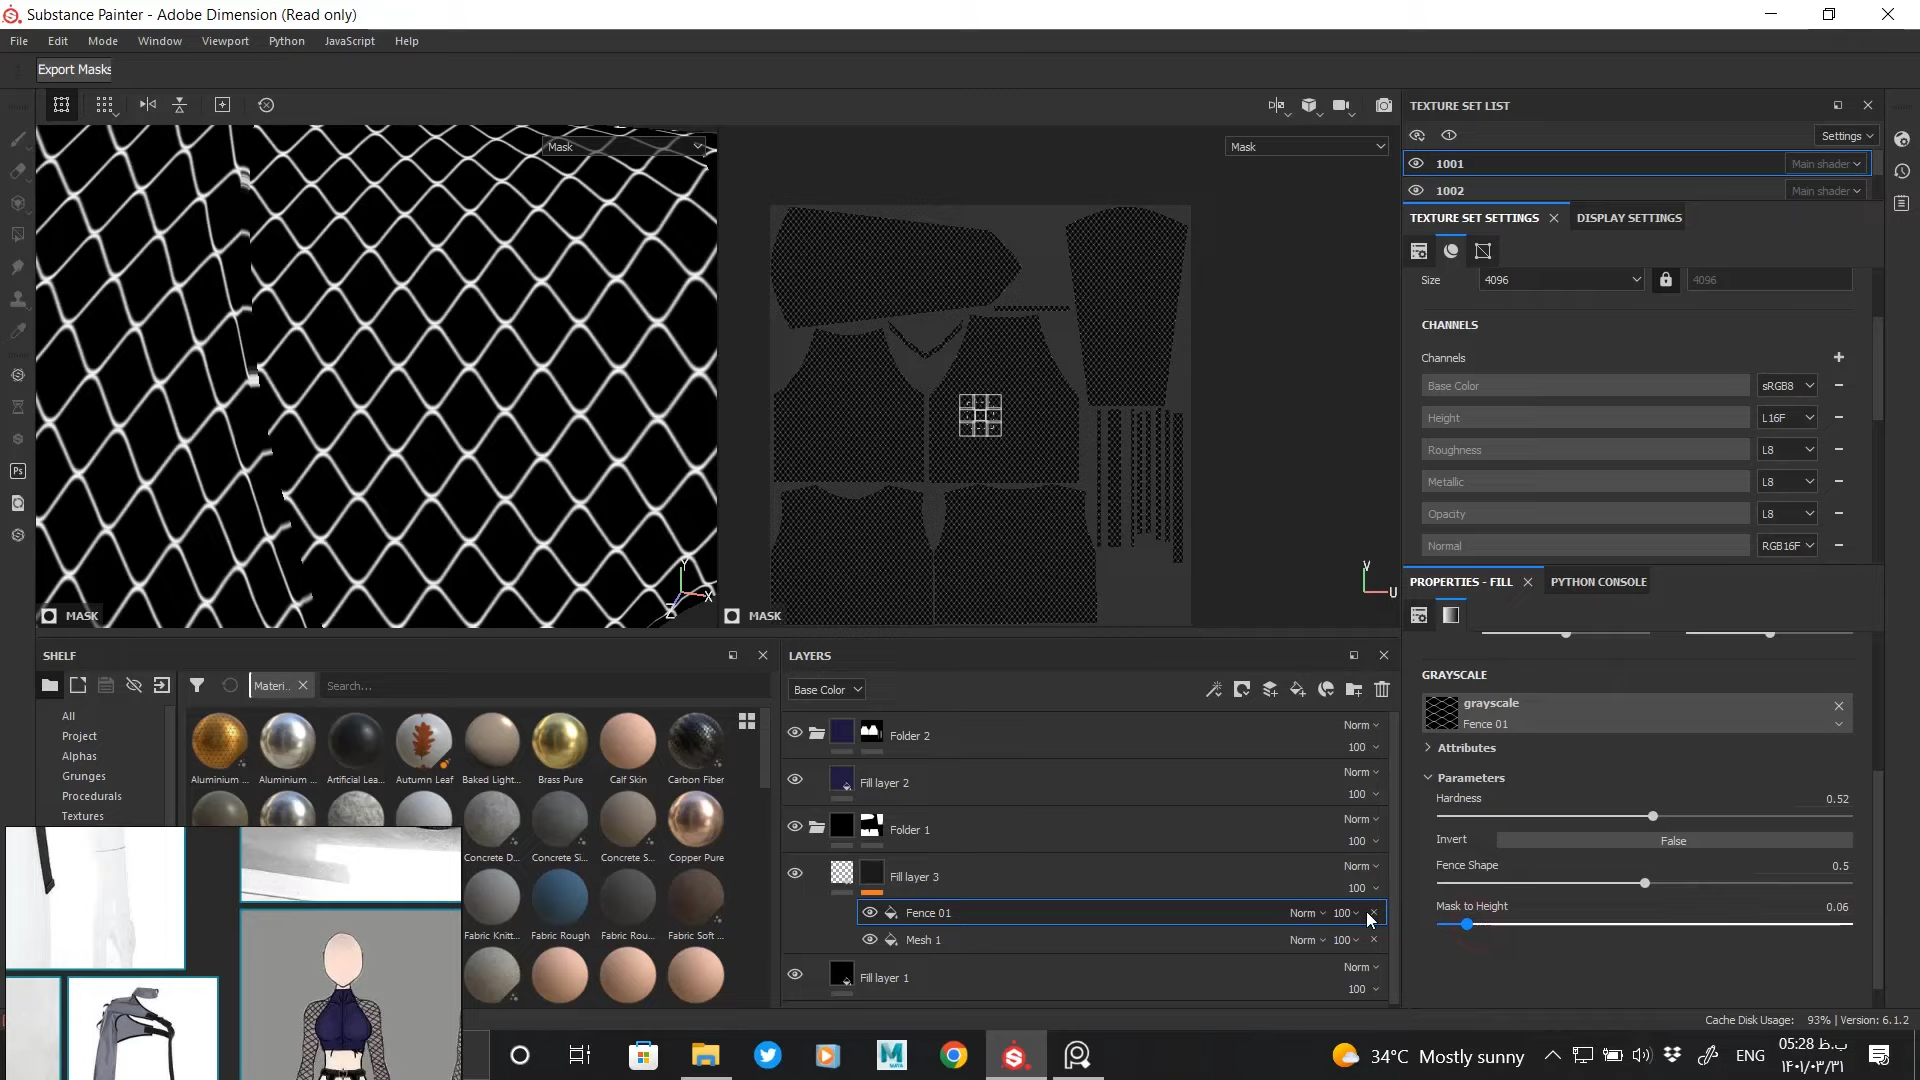 Substance Painter - Adobe Dimension (Read only)
File Edit Mode Window Viewport Python JavaScript Help
Export Masks
Mask
Mask
MASK
MASK
TEXTURE SET LIST
Settings
1001 Main shader
1002 Main shader
TEXTURE SET SETTINGS DISPLAY SETTINGS
Size 4096 4096
CHANNELS
Channels
Base Color sRGB8
Height L16F
Roughness L8
Metallic L8
Opacity L8
Normal RGB16F
PROPERTIES - FILL PYTHON CONSOLE
GRAYSCALE
grayscale
Fence 01
Attributes
Parameters
Hardness 0.52
Invert False
Fence Shape 0.5
Mask to Height 0.06
SHELF
Materi.. Search...
All
Project
Alphas
Grunges
Procedurals
Textures
Aluminium ... Aluminium ... Artificial Lea... Autumn Leaf Baked Light... Brass Pure Calf Skin Carbon Fiber
Concrete D... Concrete Si... Concrete S... Copper Pure
Fabric Knitt... Fabric Rough Fabric Rou... Fabric Soft ...
LAYERS
Base Color
Folder 2 Norm 100
Fill layer 2 Norm 100
Folder 1 Norm 100
Fill layer 3 Norm 100
Fence 01 Norm 100
Mesh 1 Norm 100
Fill layer 1 Norm 100
X Y Z
V U
Ps
Cache Disk Usage: 93% | Version: 6.1.2
34°C Mostly sunny
ENG
05:28 ب.ظ
۱۴۰۱/۰۳/۳۱